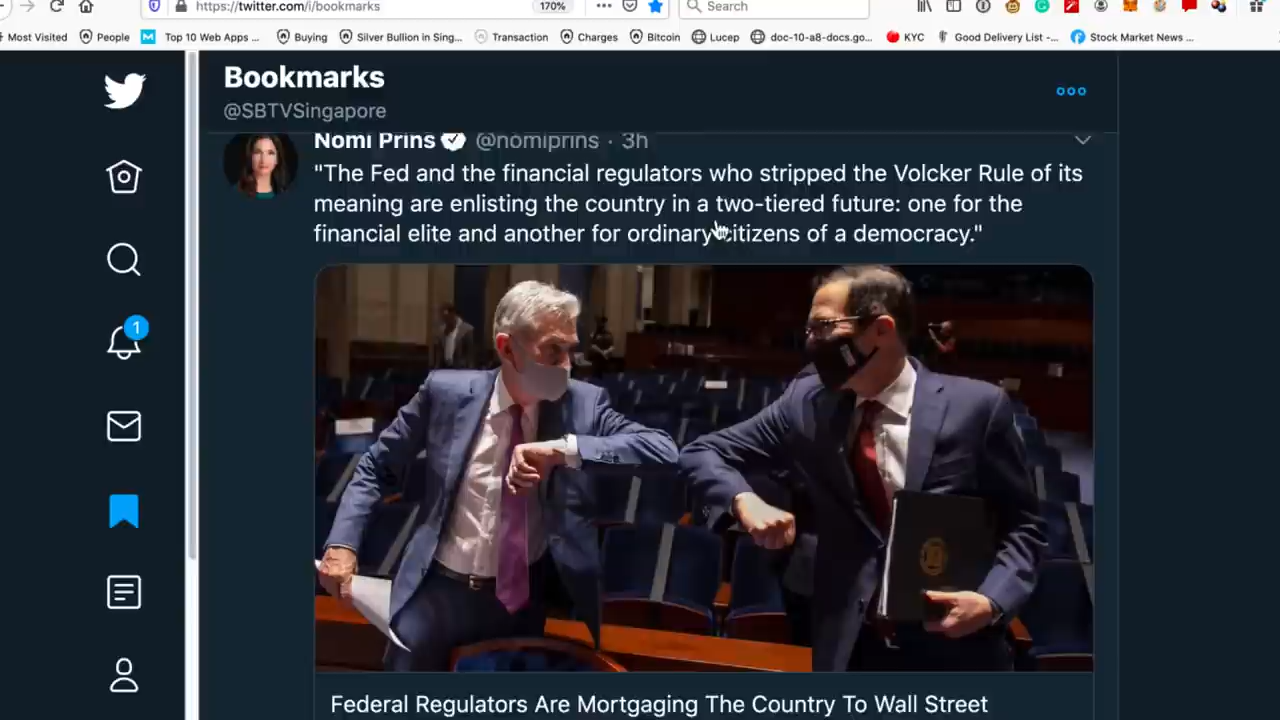 https://twitter.com/i/bookmarks
170%
Search
Most Visited
People
Top 10 Web Apps ...
Buying
Silver Bullion in Sing...
Transaction
Charges
Bitcoin
Lucep
doc-10-a8-docs.go...
KYC
Good Delivery List -...
Stock Market News ...
Bookmarks
@SBTVSingapore
Nomi Prins @nomiprins · 3h
"The Fed and the financial regulators who stripped the Volcker Rule of its
meaning are enlisting the country in a two-tiered future: one for the
financial elite and another for ordinary citizens of a democracy."
1
Federal Regulators Are Mortgaging The Country To Wall Street